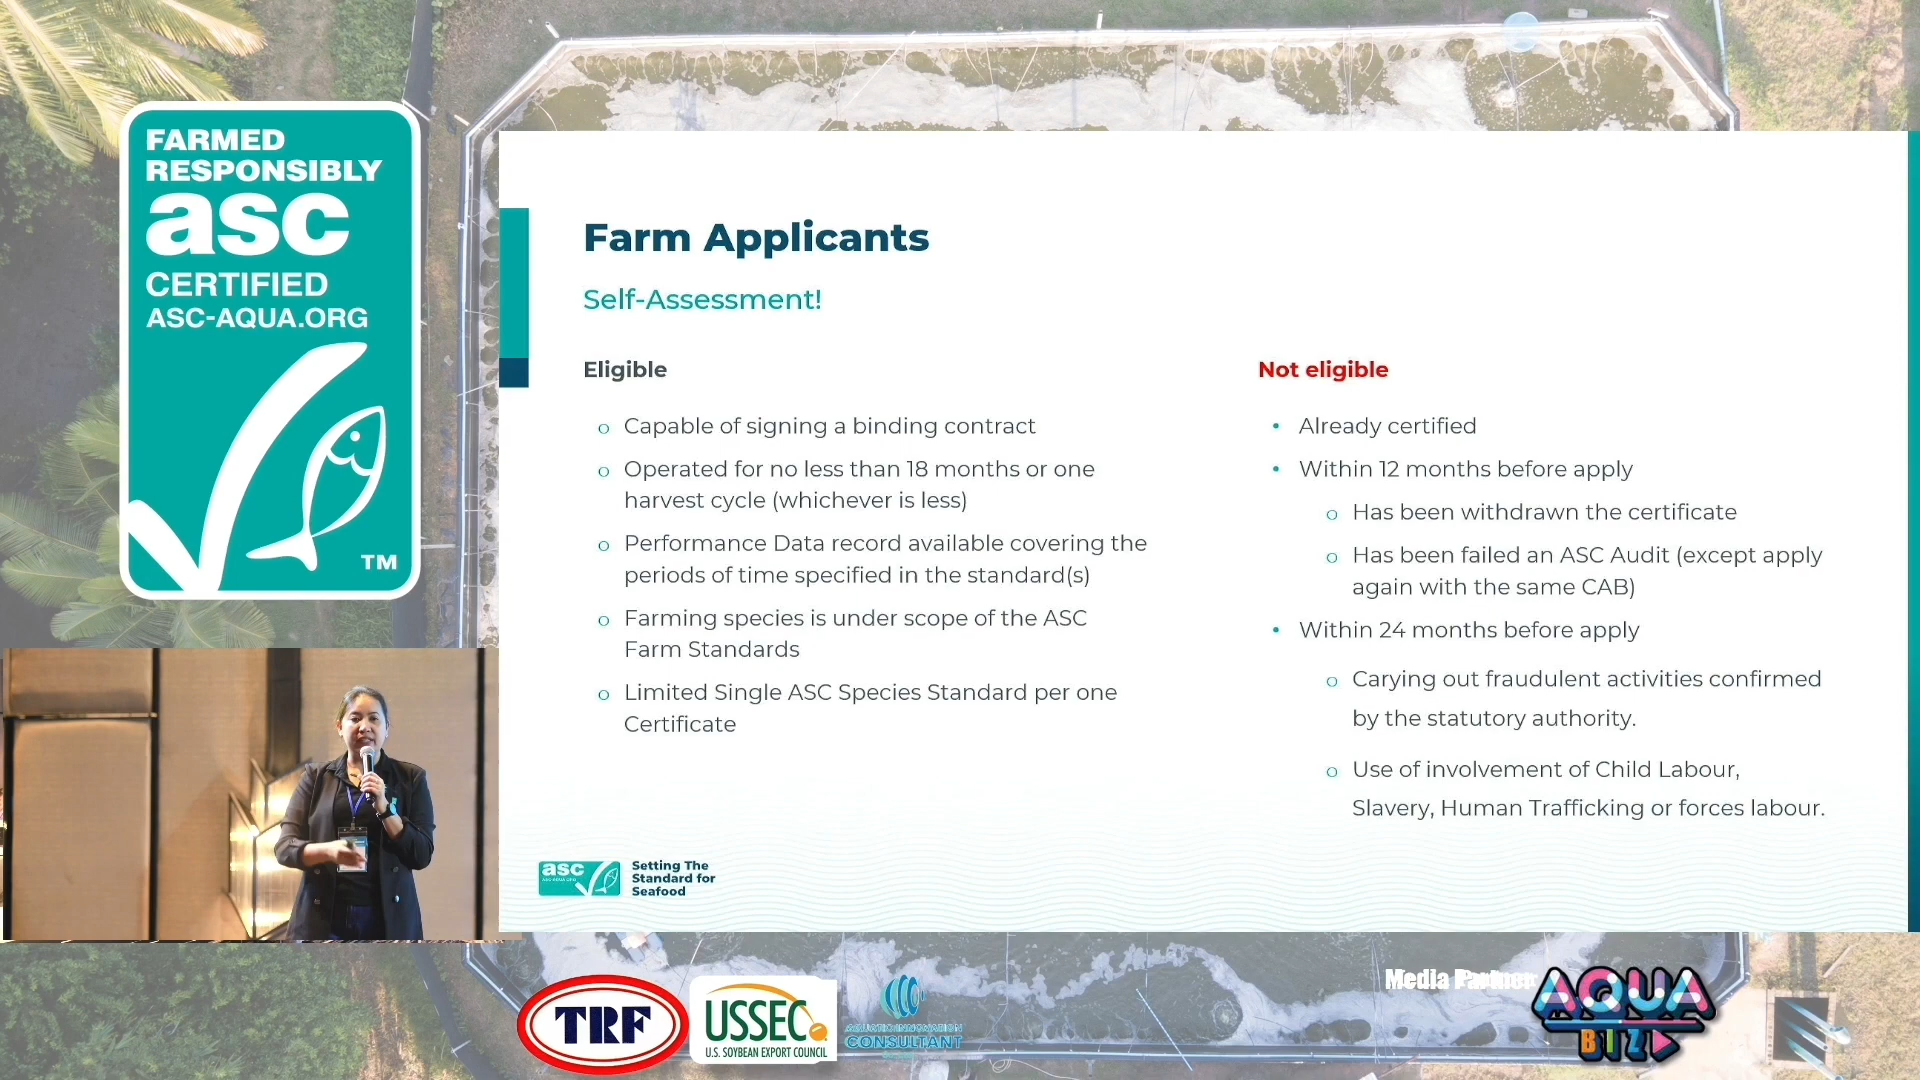 FARMED
RESPONSIBLY
asc
CERTIFIED
ASC-AQUA.ORG
TM
Farm Applicants
Self-Assessment!
Eligible
o Capable of signing a binding contract
o Operated for no less than 18 months or one
harvest cycle (whichever is less)
o Performance Data record available covering the
periods of time specified in the standard(s)
o Farming species is under scope of the ASC
Farm Standards
o Limited Single ASC Species Standard per one
Certificate
Not eligible
• Already certified
• Within 12 months before apply
o Has been withdrawn the certificate
o Has been failed an ASC Audit (except apply
again with the same CAB)
• Within 24 months before apply
o Carying out fraudulent activities confirmed
by the statutory authority.
o Use of involvement of Child Labour,
Slavery, Human Trafficking or forces labour.
asc
Setting The
Standard for
Seafood
TRF
USSEC
U.S. SOYBEAN EXPORT COUNCIL
AQUATIC INNOVATION
CONSULTANT
Media Partner
AQUA
BIZ